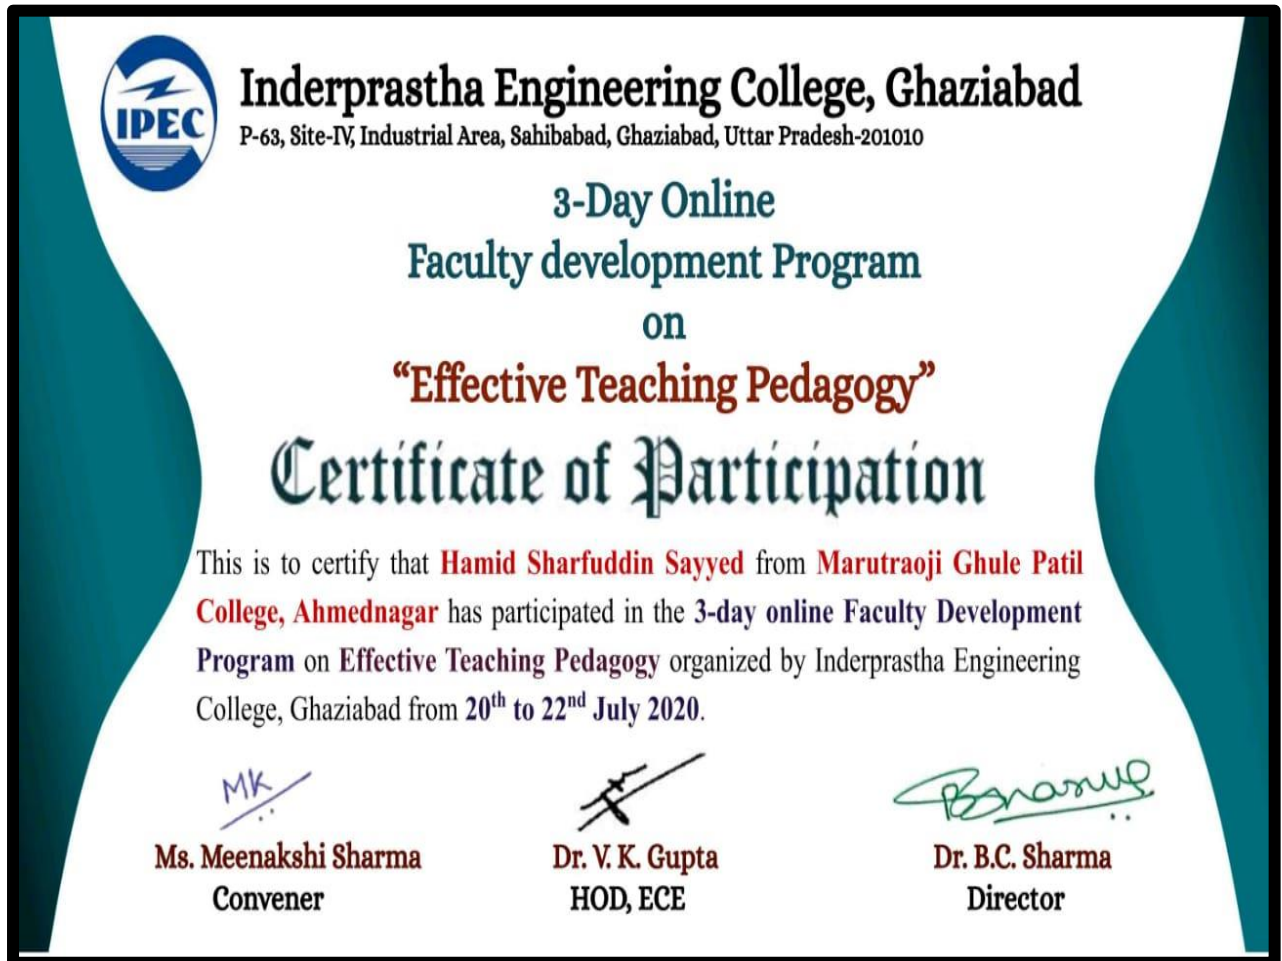 IPEC
Inderprastha Engineering College, Ghaziabad
P-63, Site-IV, Industrial Area, Sahibabad, Ghaziabad, Uttar Pradesh-201010
3-Day Online
Faculty development Program
on
“Effective Teaching Pedagogy”
Certificate of Participation
This is to certify that Hamid Sharfuddin Sayyed from Marutraoji Ghule Patil
College, Ahmednagar has participated in the 3-day online Faculty Development
Program on Effective Teaching Pedagogy organized by Inderprastha Engineering
College, Ghaziabad from 20th to 22nd July 2020.
MK
Ms. Meenakshi Sharma
Convener
Dr. V. K. Gupta
HOD, ECE
Dr. B.C. Sharma
Director